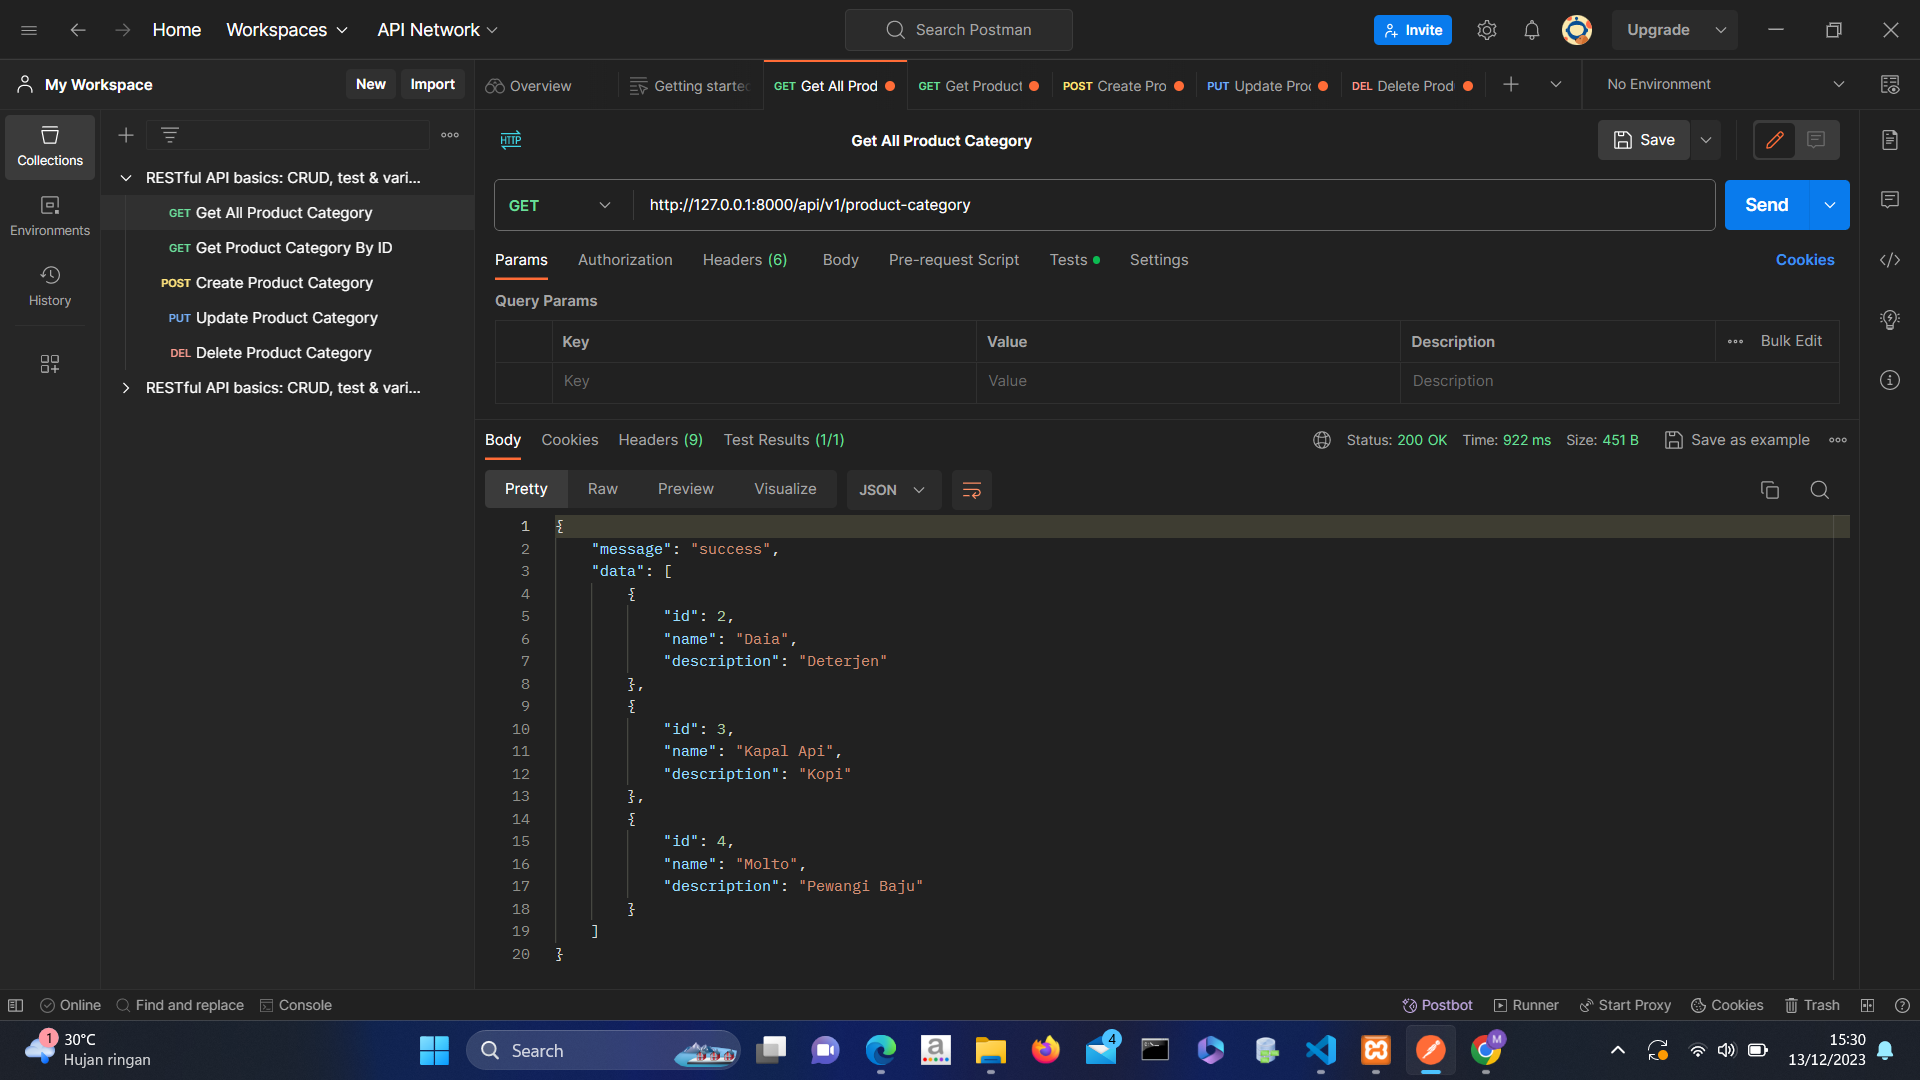 Home Workspaces API Network Search Postman Invite Upgrade
My Workspace New Import Overview Getting started GET Get All Prod GET Get Product POST Create Pro PUT Update Proc DEL Delete Prod No Environment
Collections
Environments
History
RESTful API basics: CRUD, test & vari...
GET Get All Product Category
GET Get Product Category By ID
POST Create Product Category
PUT Update Product Category
DEL Delete Product Category
RESTful API basics: CRUD, test & vari...
HTTP Get All Product Category Save
GET http://127.0.0.1:8000/api/v1/product-category Send
Params Authorization Headers (6) Body Pre-request Script Tests Settings Cookies
Query Params
Key Value Description Bulk Edit
Key Value Description
Body Cookies Headers (9) Test Results (1/1) Status: 200 OK Time: 922 ms Size: 451 B Save as example
Pretty Raw Preview Visualize JSON
1 {
2 "message": "success",
3 "data": [
4 {
5 "id": 2,
6 "name": "Daia",
7 "description": "Deterjen"
8 },
9 {
10 "id": 3,
11 "name": "Kapal Api",
12 "description": "Kopi"
13 },
14 {
15 "id": 4,
16 "name": "Molto",
17 "description": "Pewangi Baju"
18 }
19 ]
20 }
Online Find and replace Console Postbot Runner Start Proxy Cookies Trash
1 30°C
Hujan ringan
Search
a
4
M
15:30
13/12/2023